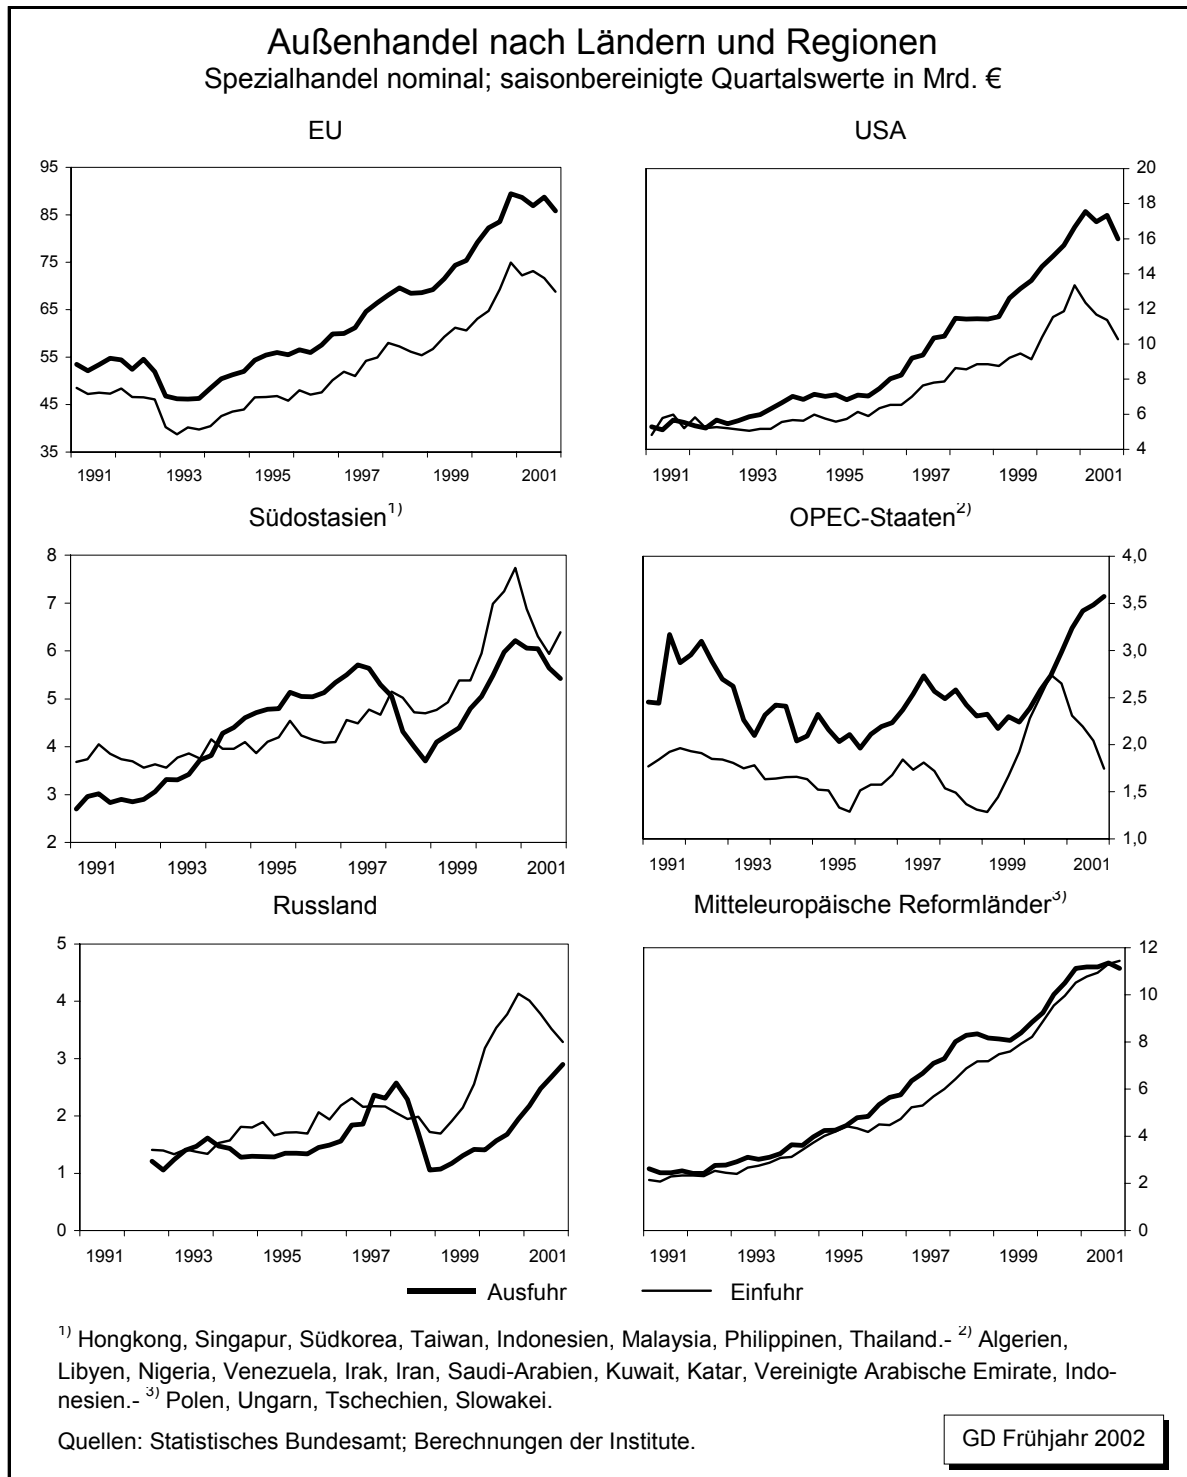 Außenhandel nach Ländern und Regionen
Spezialhandel nominal; saisonbereinigte Quartalswerte in Mrd. €
EU
95
85
75
65
55
45
35
1991 1993 1995 1997 1999 2001
USA
20
18
16
14
12
10
8
6
4
1991 1993 1995 1997 1999 2001
Südostasien1)
8
7
6
5
4
3
2
1991 1993 1995 1997 1999 2001
OPEC-Staaten2)
4,0
3,5
3,0
2,5
2,0
1,5
1,0
1991 1993 1995 1997 1999 2001
Russland
5
4
3
2
1
0
1991 1993 1995 1997 1999 2001
Mitteleuropäische Reformländer3)
12
10
8
6
4
2
0
1991 1993 1995 1997 1999 2001
Ausfuhr Einfuhr
1) Hongkong, Singapur, Südkorea, Taiwan, Indonesien, Malaysia, Philippinen, Thailand.- 2) Algerien,
Libyen, Nigeria, Venezuela, Irak, Iran, Saudi-Arabien, Kuwait, Katar, Vereinigte Arabische Emirate, Indo-
nesien.- 3) Polen, Ungarn, Tschechien, Slowakei.
Quellen: Statistisches Bundesamt; Berechnungen der Institute.
GD Frühjahr 2002